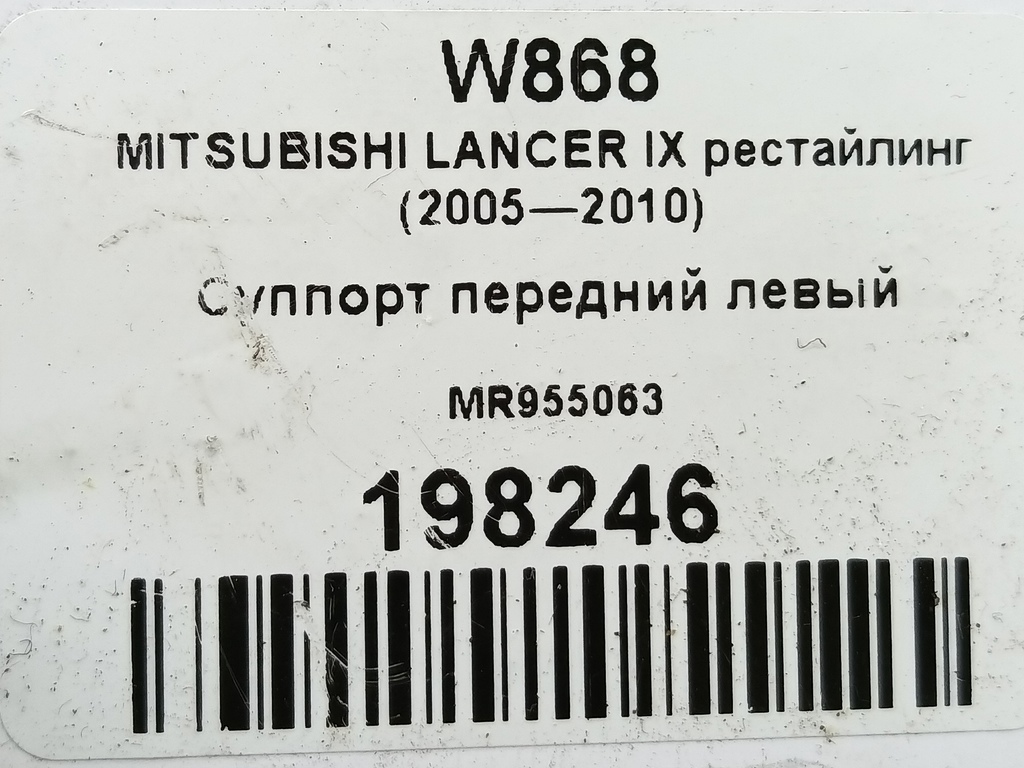 W868
MITSUBISHI LANCER IX рестайлинг
(2005—2010)
Суппорт передний левый
MR955063
198246